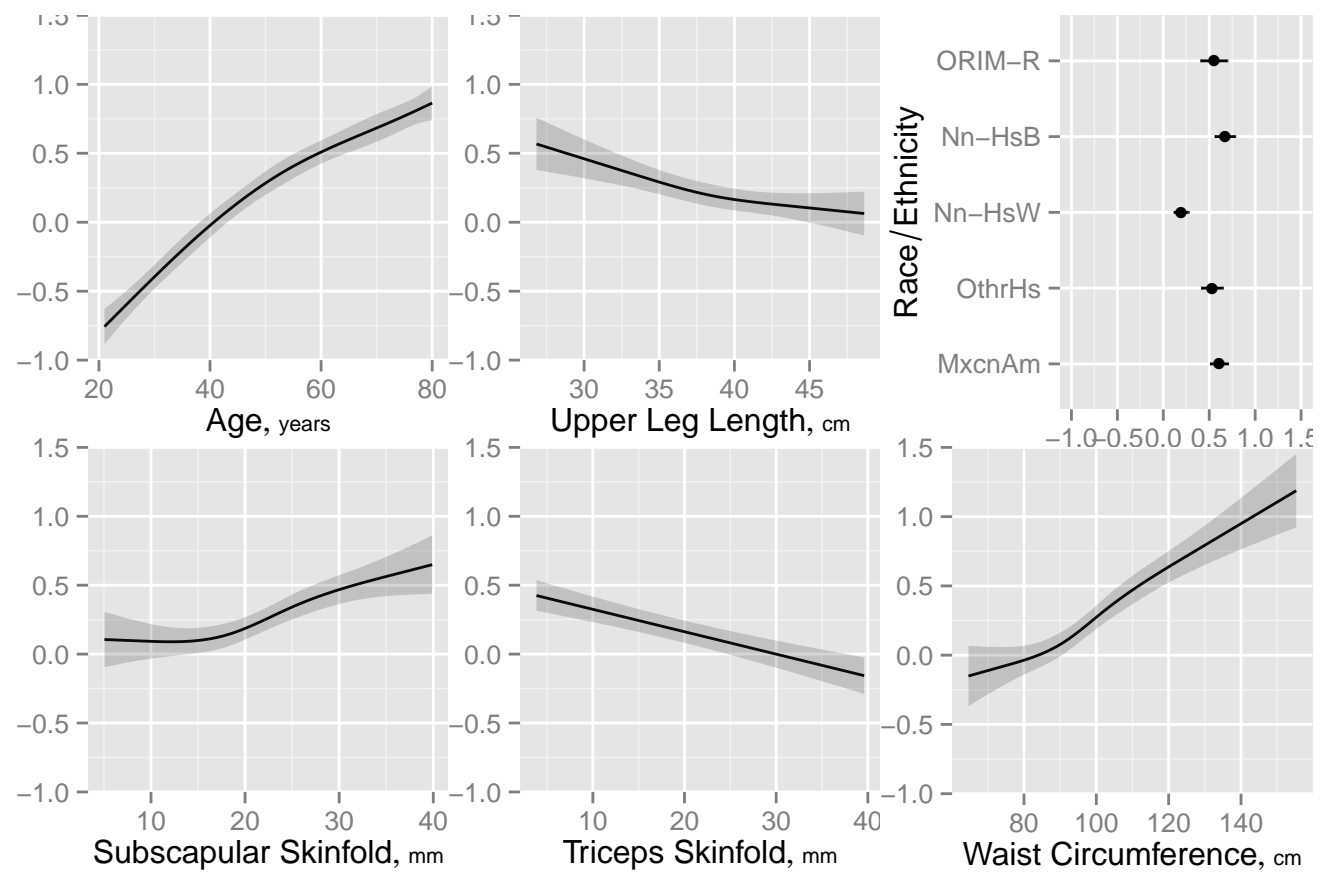 1.5
1.0
0.5
0.0
−0.5
−1.0
20 40 60 80
Age, years
1.5
1.0
0.5
0.0
−0.5
−1.0
30 35 40 45
Upper Leg Length, cm
Race/Ethnicity
ORIM−R
Nn−HsB
Nn−HsW
OthrHs
MxcnAm
−1.0 −0.5 0.0 0.5 1.0 1.5
1.5
1.0
0.5
0.0
−0.5
−1.0
10 20 30 40
Subscapular Skinfold, mm
1.5
1.0
0.5
0.0
−0.5
−1.0
10 20 30 40
Triceps Skinfold, mm
1.5
1.0
0.5
0.0
−0.5
−1.0
80 100 120 140
Waist Circumference, cm